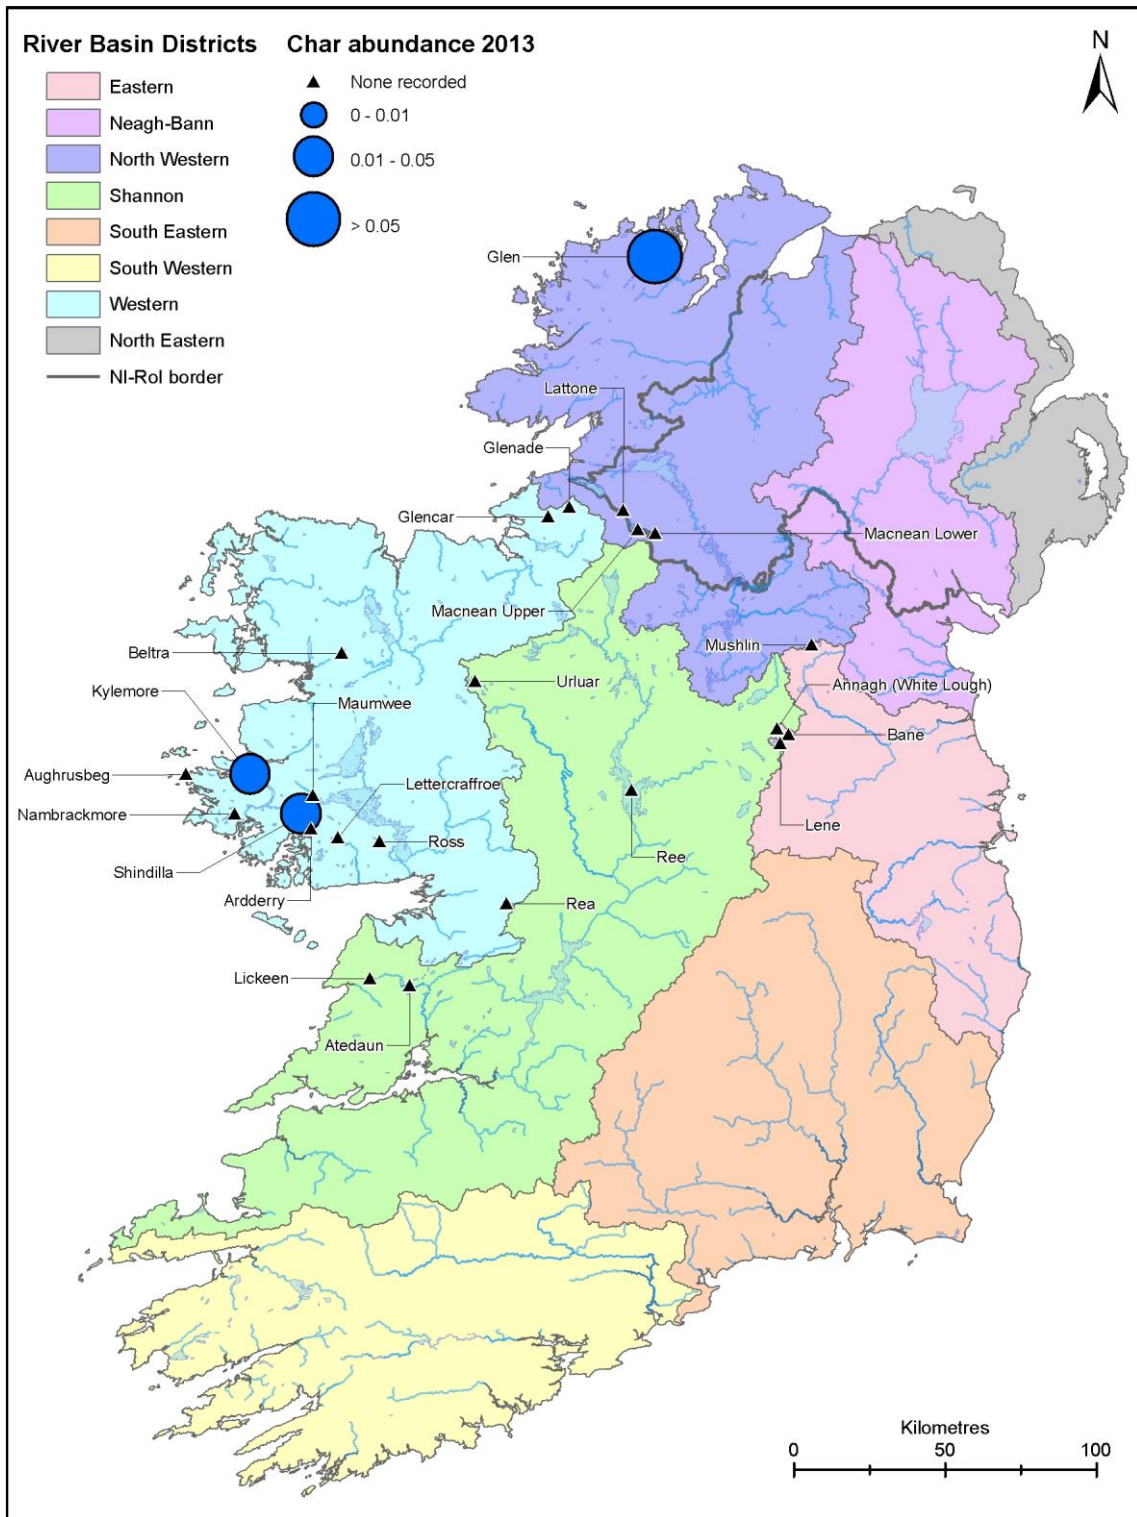 River Basin Districts
Eastern
Neagh-Bann
North Western
Shannon
South Eastern
South Western
Western
North Eastern
NI-RoI border
Char abundance 2013
None recorded
0 - 0.01
0.01 - 0.05
> 0.05
N
Glen
Lattone
Glenade
Glencar
Macnean Lower
Macnean Upper
Mushlin
Beltra
Urluar
Annagh (White Lough)
Kylemore
Maumwee
Bane
Aughrusbeg
Lettercraffroe
Nambrackmore
Lene
Ross
Ree
Shindilla
Ardderry
Rea
Lickeen
Atedaun
Kilometres
0 50 100